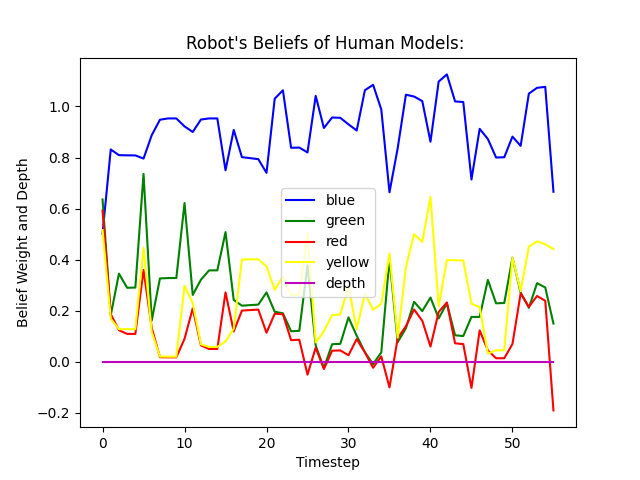 Robot's Beliefs of Human Models:
Belief Weight and Depth
1.0
0.8
0.6
0.4
0.2
0.0
−0.2
blue
green
red
yellow
depth
0 10 20 30 40 50
Timestep